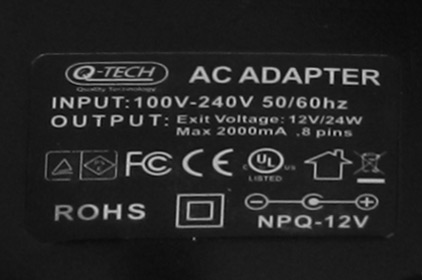 Q-TECH
Quality Technology
AC ADAPTER
INPUT:100V-240V 50/60hz
OUTPUT: Exit Voltage: 12V/24W
Max 2000mA ,8 pins
FC CE c UL us
LISTED
ROHS
NPQ-12V